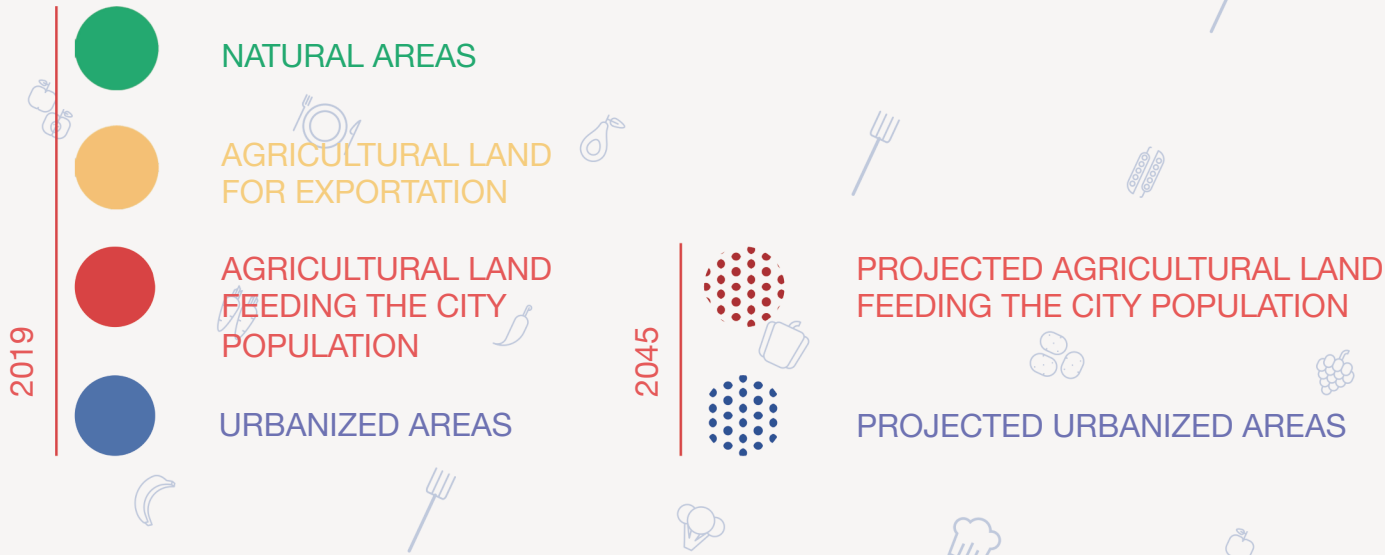 2019
NATURAL AREAS
AGRICULTURAL LAND
FOR EXPORTATION
AGRICULTURAL LAND
FEEDING THE CITY
POPULATION
URBANIZED AREAS
2045
PROJECTED AGRICULTURAL LAND
FEEDING THE CITY POPULATION
PROJECTED URBANIZED AREAS